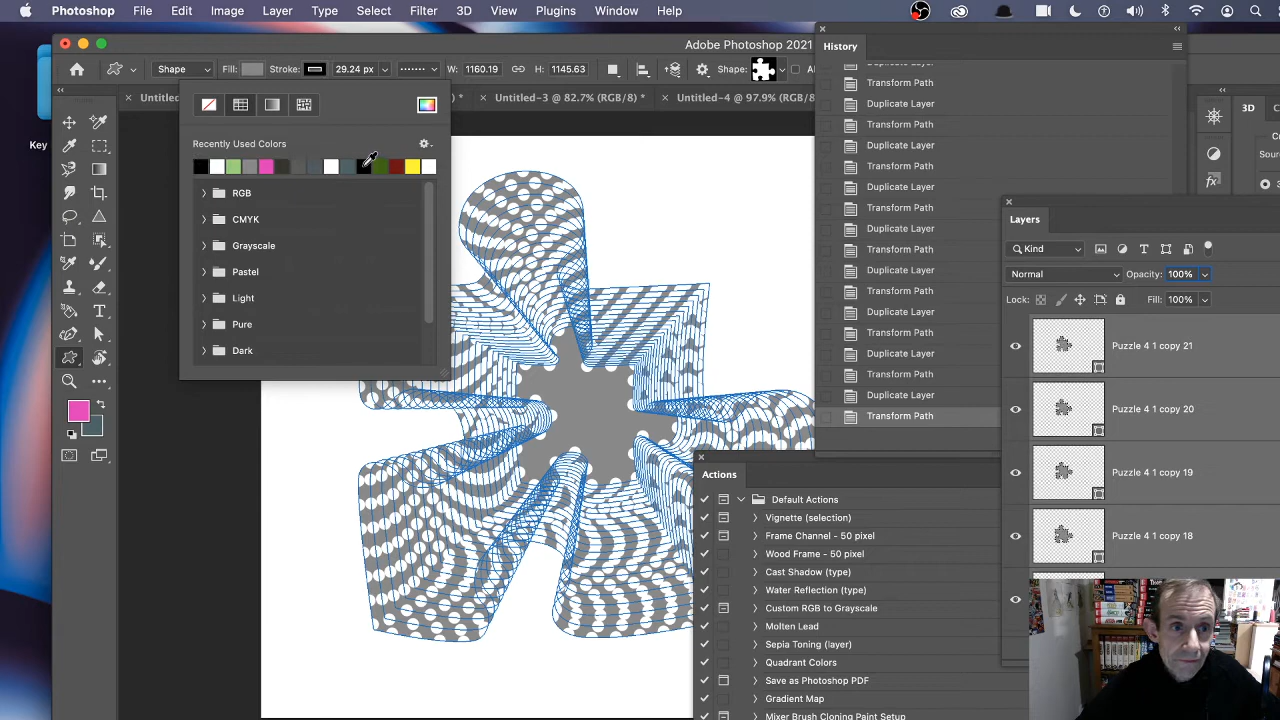 Photoshop File Edit Image Layer Type Select Filter 3D View Plugins Window Help
Adobe Photoshop 2021
Shape Fill: Stroke: 29.24 px W: 1160.19 H: 1145.63 Shape:
Untitled-3 @ 82.7% (RGB/8) * Untitled-4 @ 97.9% (RGB/8
Key
Recently Used Colors
RGB
CMYK
Grayscale
Pastel
Light
Pure
Dark
History
Duplicate Layer
Transform Path
Duplicate Layer
Transform Path
Duplicate Layer
Transform Path
Duplicate Layer
Transform Path
Duplicate Layer
Transform Path
Duplicate Layer
Transform Path
Duplicate Layer
Transform Path
Duplicate Layer
Transform Path
Duplicate Layer
Transform Path
3D
Layers
Kind
Normal Opacity: 100%
Lock: Fill: 100%
Puzzle 4 1 copy 21
Puzzle 4 1 copy 20
Puzzle 4 1 copy 19
Puzzle 4 1 copy 18
Actions
Default Actions
Vignette (selection)
Frame Channel - 50 pixel
Wood Frame - 50 pixel
Cast Shadow (type)
Water Reflection (type)
Custom RGB to Grayscale
Molten Lead
Sepia Toning (layer)
Quadrant Colors
Save as Photoshop PDF
Gradient Map
Mixer Brush Cloning Paint Setup